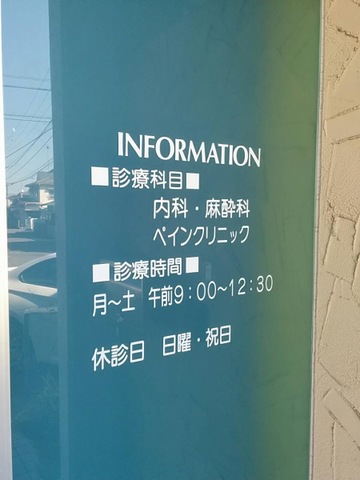 INFORMATION
■診療科目■
内科・麻酔科
ペインクリニック
■診療時間■
月～土 午前9：00～12：30
休診日 日曜・祝日